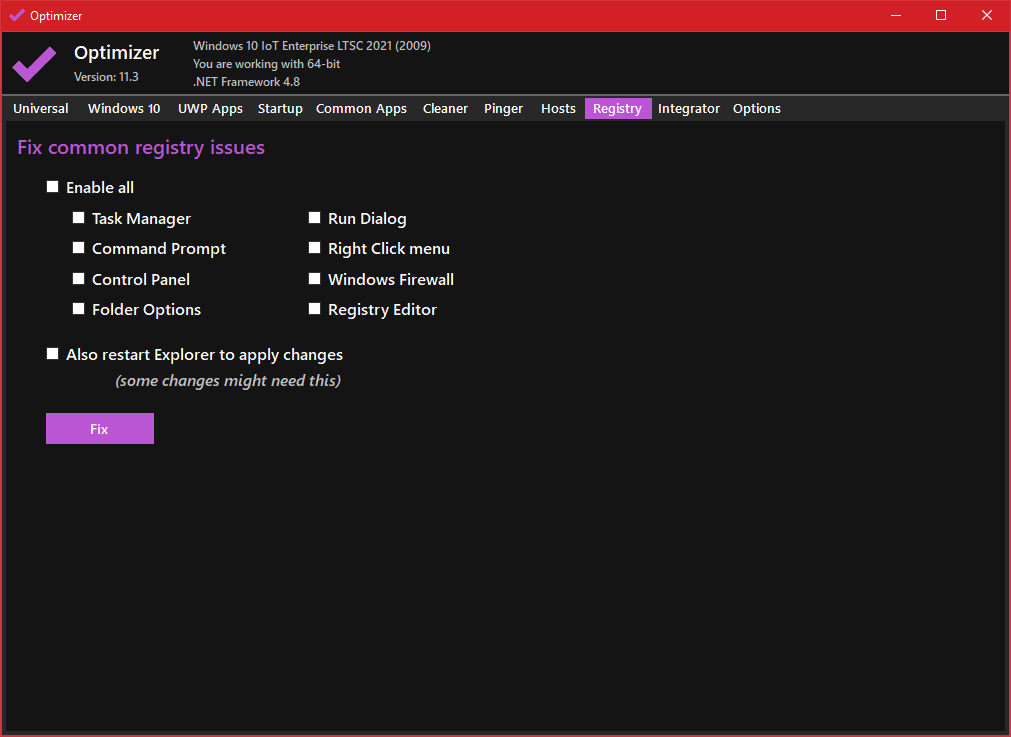 Optimizer
Optimizer
Version: 11.3
Windows 10 IoT Enterprise LTSC 2021 (2009)
You are working with 64-bit
.NET Framework 4.8
Universal Windows 10 UWP Apps Startup Common Apps Cleaner Pinger Hosts Registry Integrator Options
Fix common registry issues
Enable all
Task Manager Run Dialog
Command Prompt Right Click menu
Control Panel Windows Firewall
Folder Options Registry Editor
Also restart Explorer to apply changes
(some changes might need this)
Fix